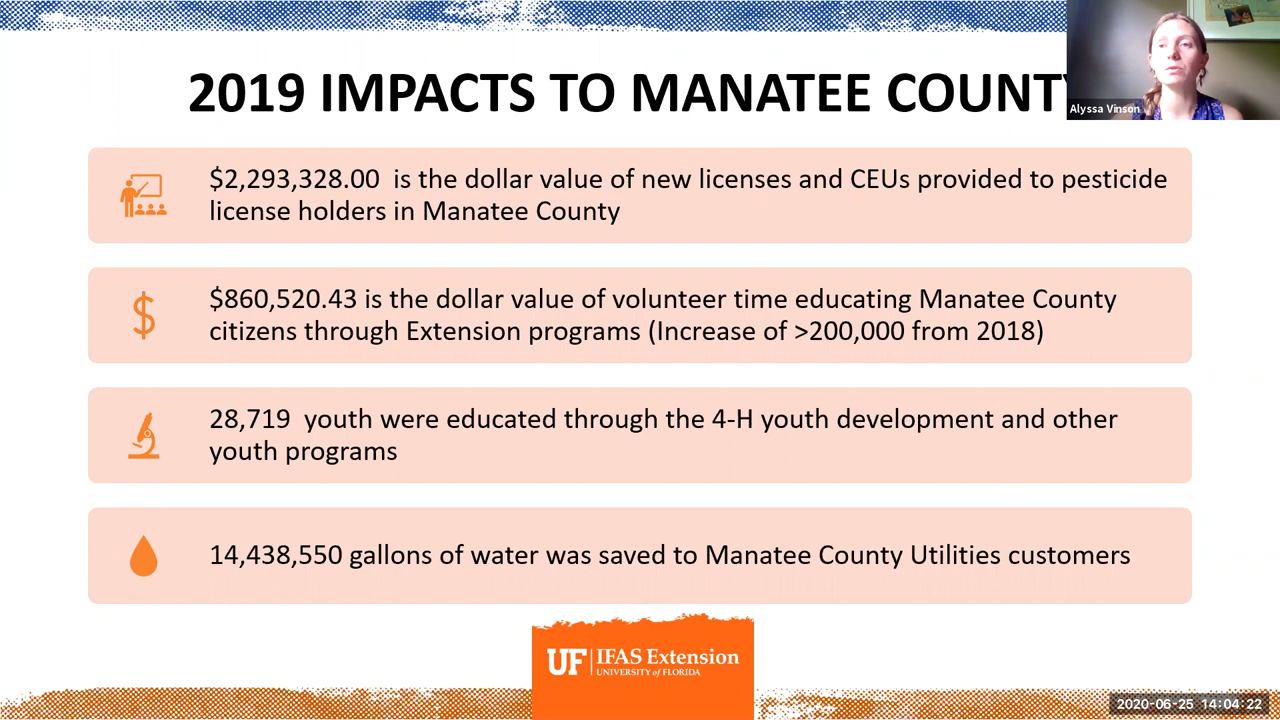 2019 IMPACTS TO MANATEE COUNTY
Alyssa Vinson
$2,293,328.00 is the dollar value of new licenses and CEUs provided to pesticide
license holders in Manatee County
$
$860,520.43 is the dollar value of volunteer time educating Manatee County
citizens through Extension programs (Increase of >200,000 from 2018)
28,719 youth were educated through the 4-H youth development and other
youth programs
14,438,550 gallons of water was saved to Manatee County Utilities customers
UF IFAS Extension
UNIVERSITY of FLORIDA
2020-06-25 14:04:22